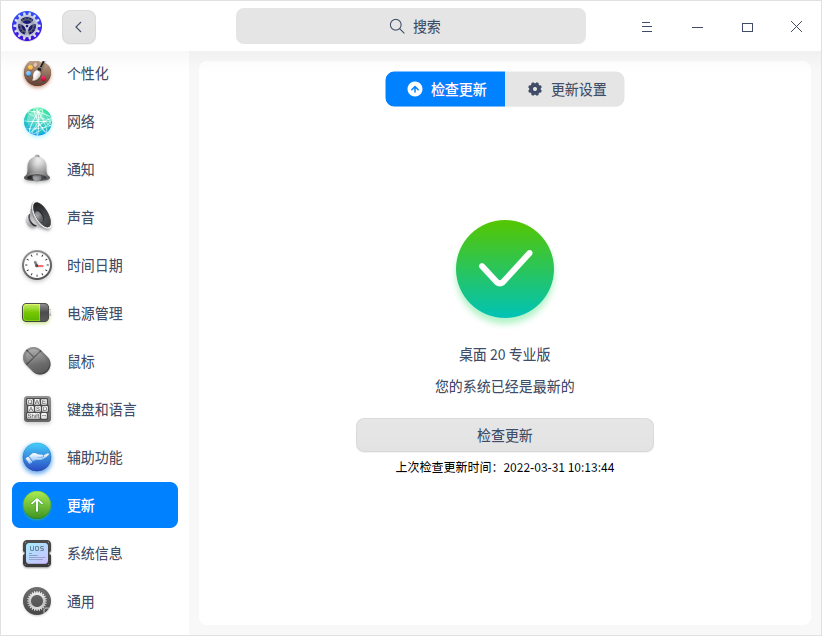 搜索
个性化
网络
通知
声音
时间日期
电源管理
鼠标
键盘和语言
辅助功能
更新
UOS
系统信息
通用
检查更新
更新设置
桌面 20 专业版
您的系统已经是最新的
检查更新
上次检查更新时间：2022-03-31 10:13:44